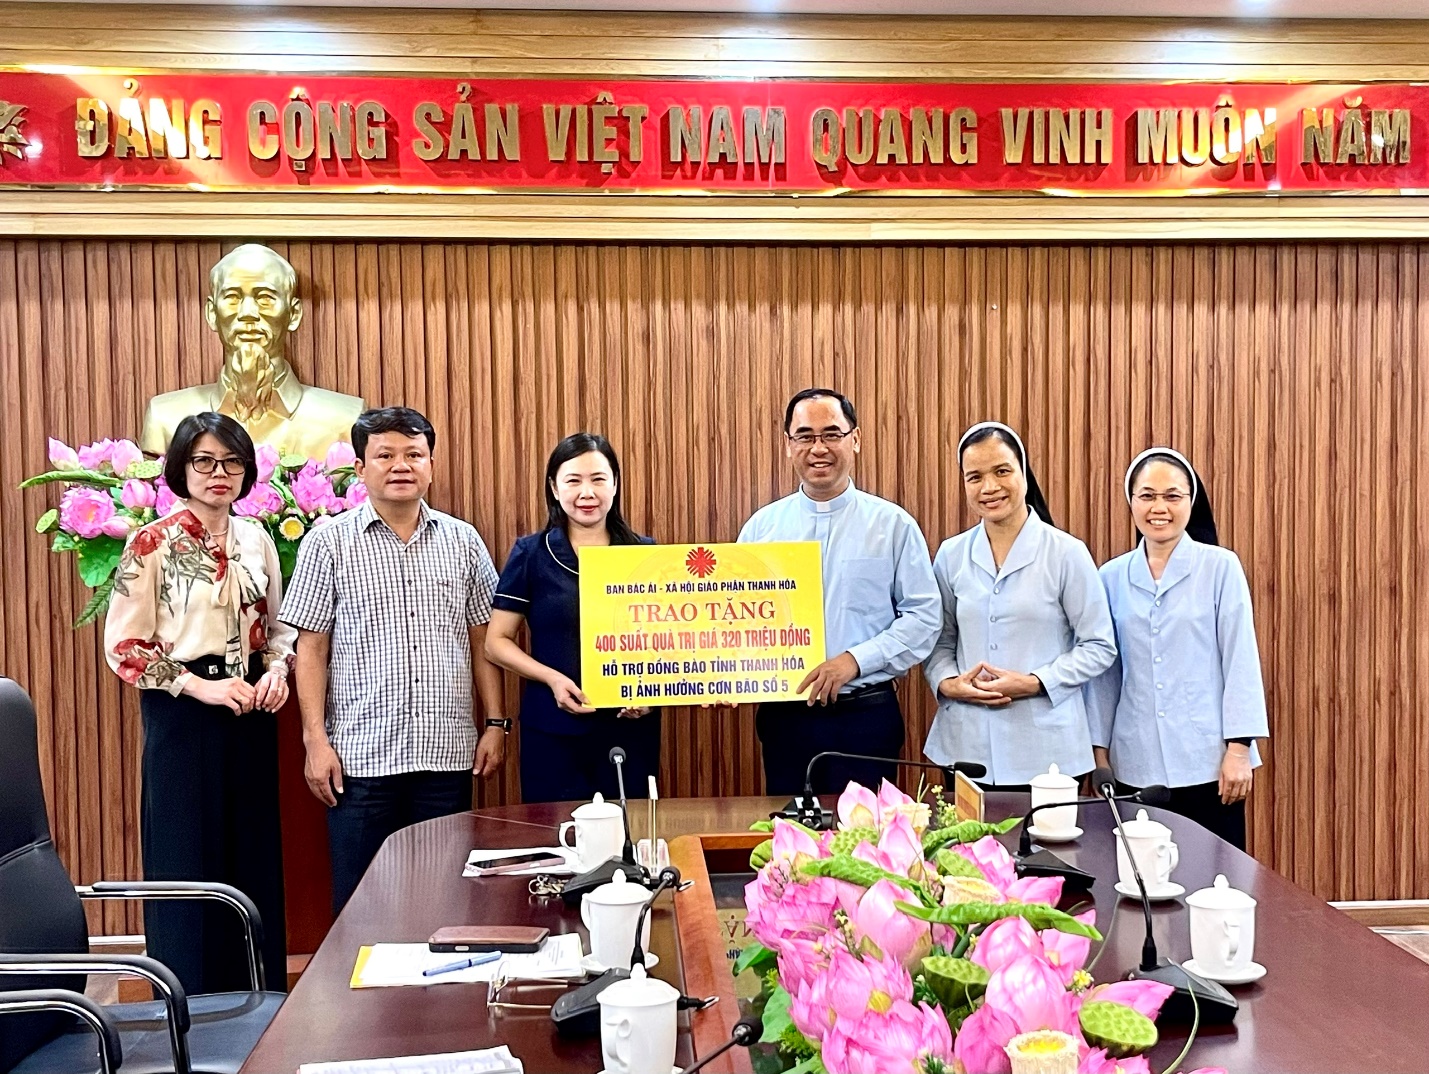 ĐẢNG CỘNG SẢN VIỆT NAM QUANG VINH MUÔN NĂM
BAN BÁC ÁI - XÃ HỘI GIÁO PHẬN THANH HÓA
TRAO TẶNG
400 SUẤT QUÀ TRỊ GIÁ 320 TRIỆU ĐỒNG
HỖ TRỢ ĐỒNG BÀO TỈNH THANH HÓA
BỊ ẢNH HƯỞNG CƠN BÃO SỐ 5